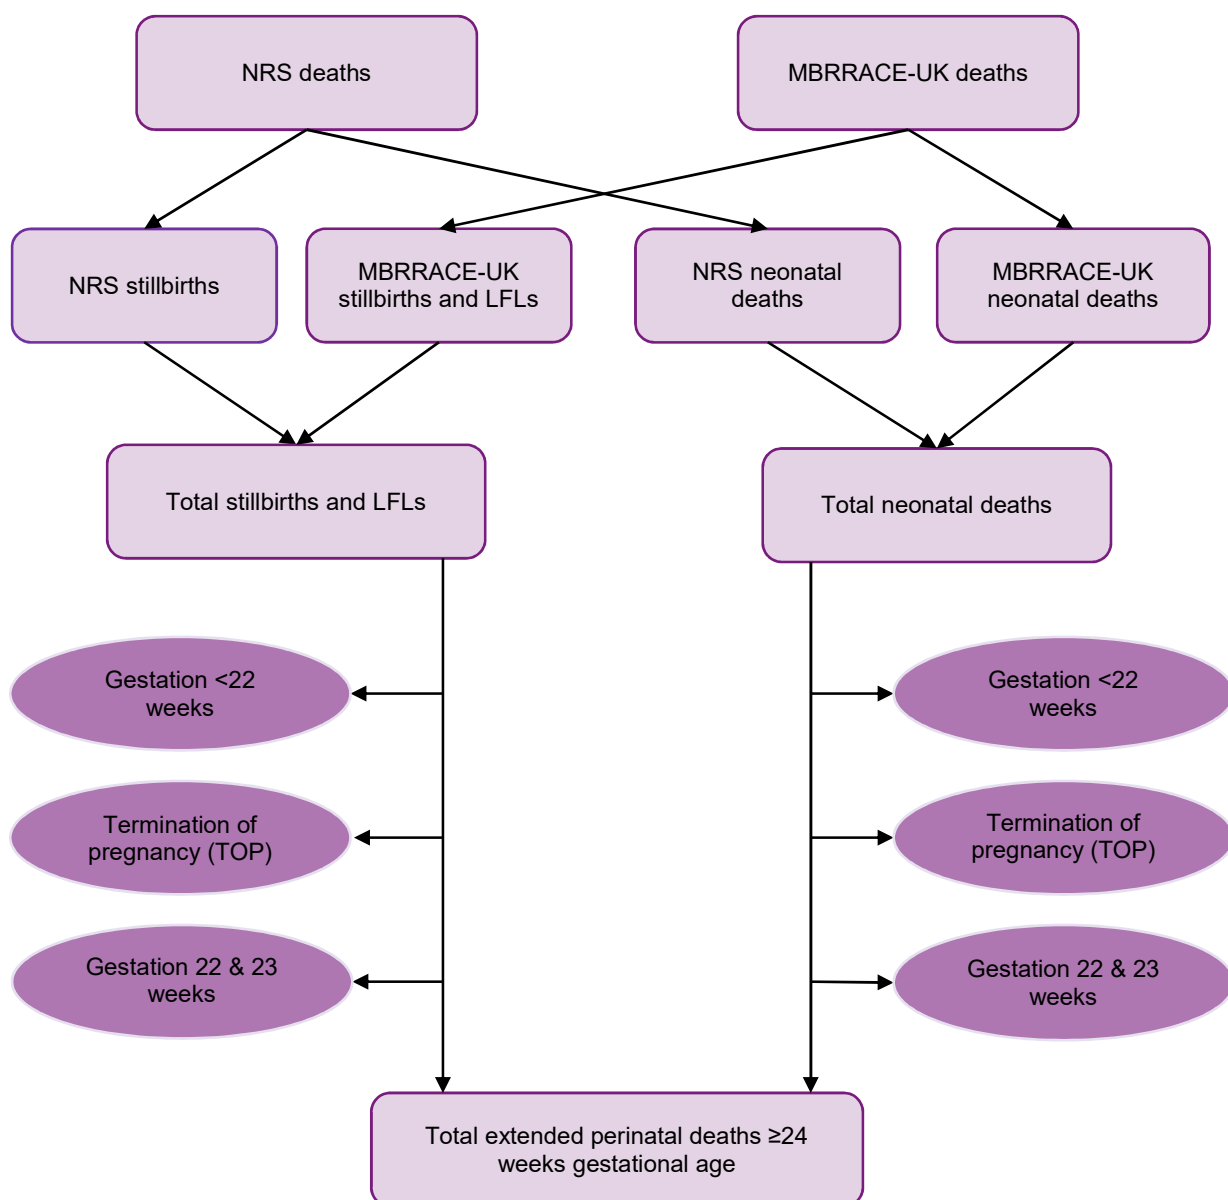 NRS deaths
MBRRACE-UK deaths
NRS stillbirths
MBRRACE-UK
stillbirths and LFLs
NRS neonatal
deaths
MBRRACE-UK
neonatal deaths
Total stillbirths and LFLs
Total neonatal deaths
Gestation <22
weeks
Gestation <22
weeks
Termination of
pregnancy (TOP)
Termination of
pregnancy (TOP)
Gestation 22 & 23
weeks
Gestation 22 & 23
weeks
Total extended perinatal deaths ≥24
weeks gestational age